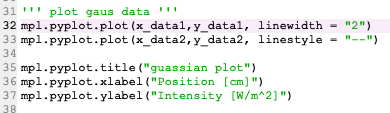 31 ''' plot gaus data '''
32 mpl.pyplot.plot(x_data1,y_data1, linewidth = "2")
33 mpl.pyplot.plot(x_data2,y_data2, linestyle = "--")
34
35 mpl.pyplot.title("guassian plot")
36 mpl.pyplot.xlabel("Position [cm]")
37 mpl.pyplot.ylabel("Intensity [W/m^2]")
38